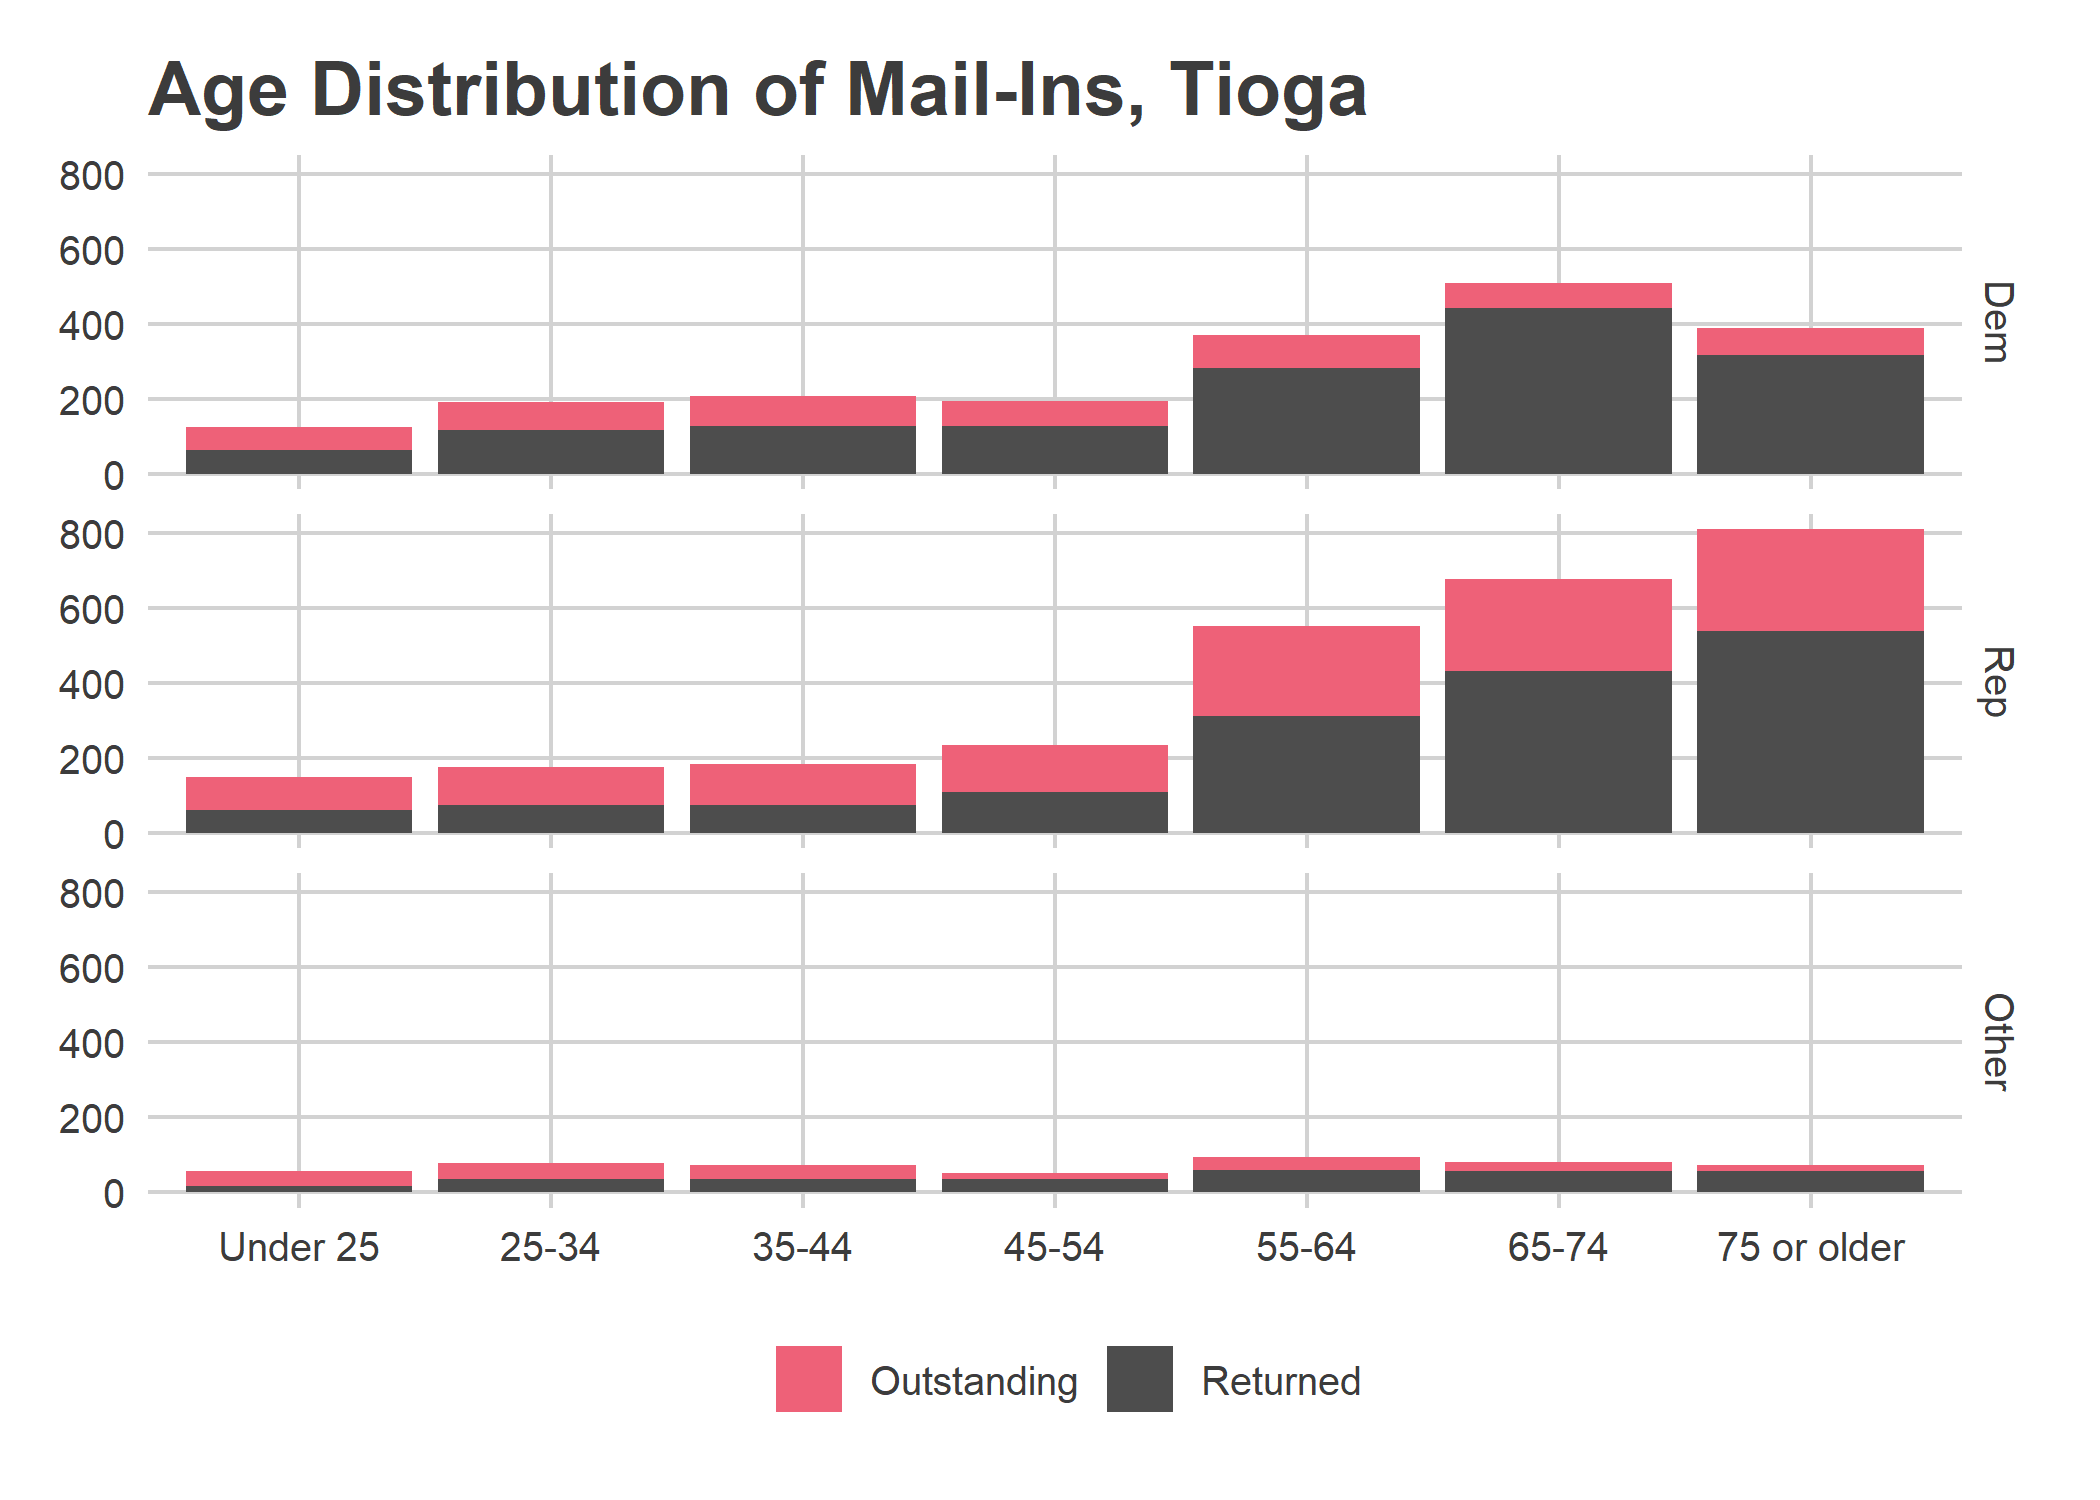 Age Distribution of Mail-Ins, Tioga
800
600
400
200
0
Dem
800
600
400
200
0
Rep
800
600
400
200
0
Other
Under 25 25-34 35-44 45-54 55-64 65-74 75 or older
Outstanding Returned